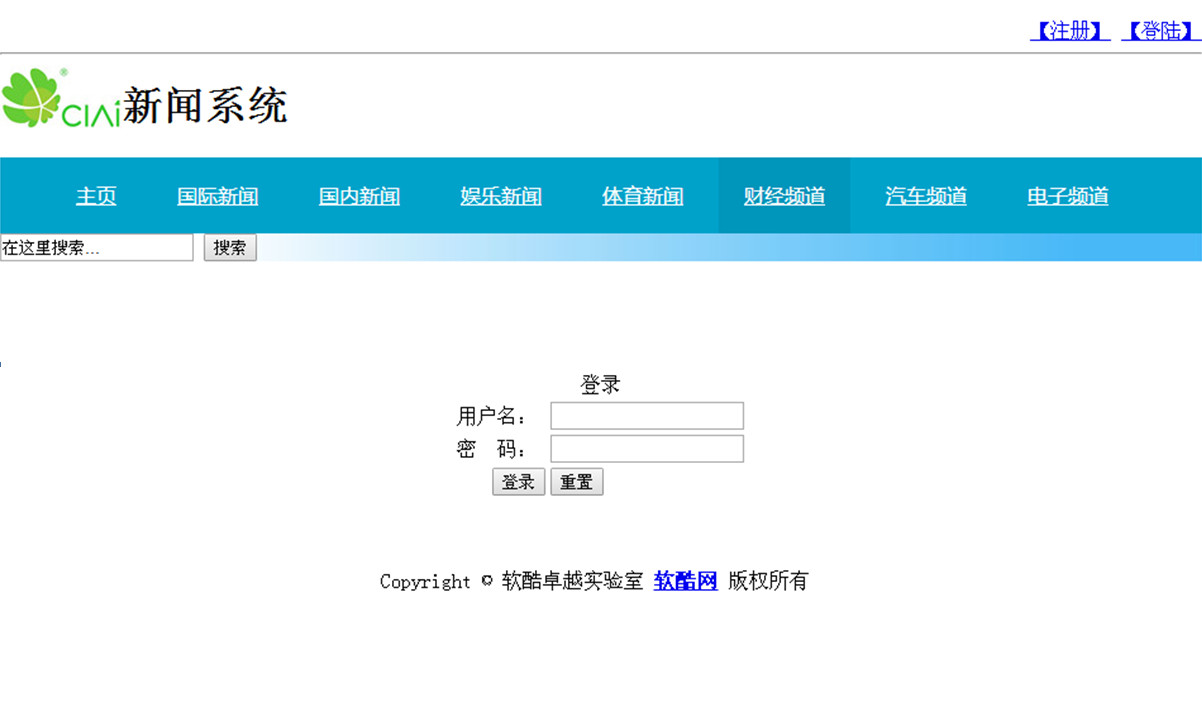 【注册】 【登陆】
CIAi新闻系统
主页 国际新闻 国内新闻 娱乐新闻 体育新闻 财经频道 汽车频道 电子频道
在这里搜索... 搜索
登录
用户名：
密 码：
登录 重置
Copyright © 软酷卓越实验室 软酷网 版权所有